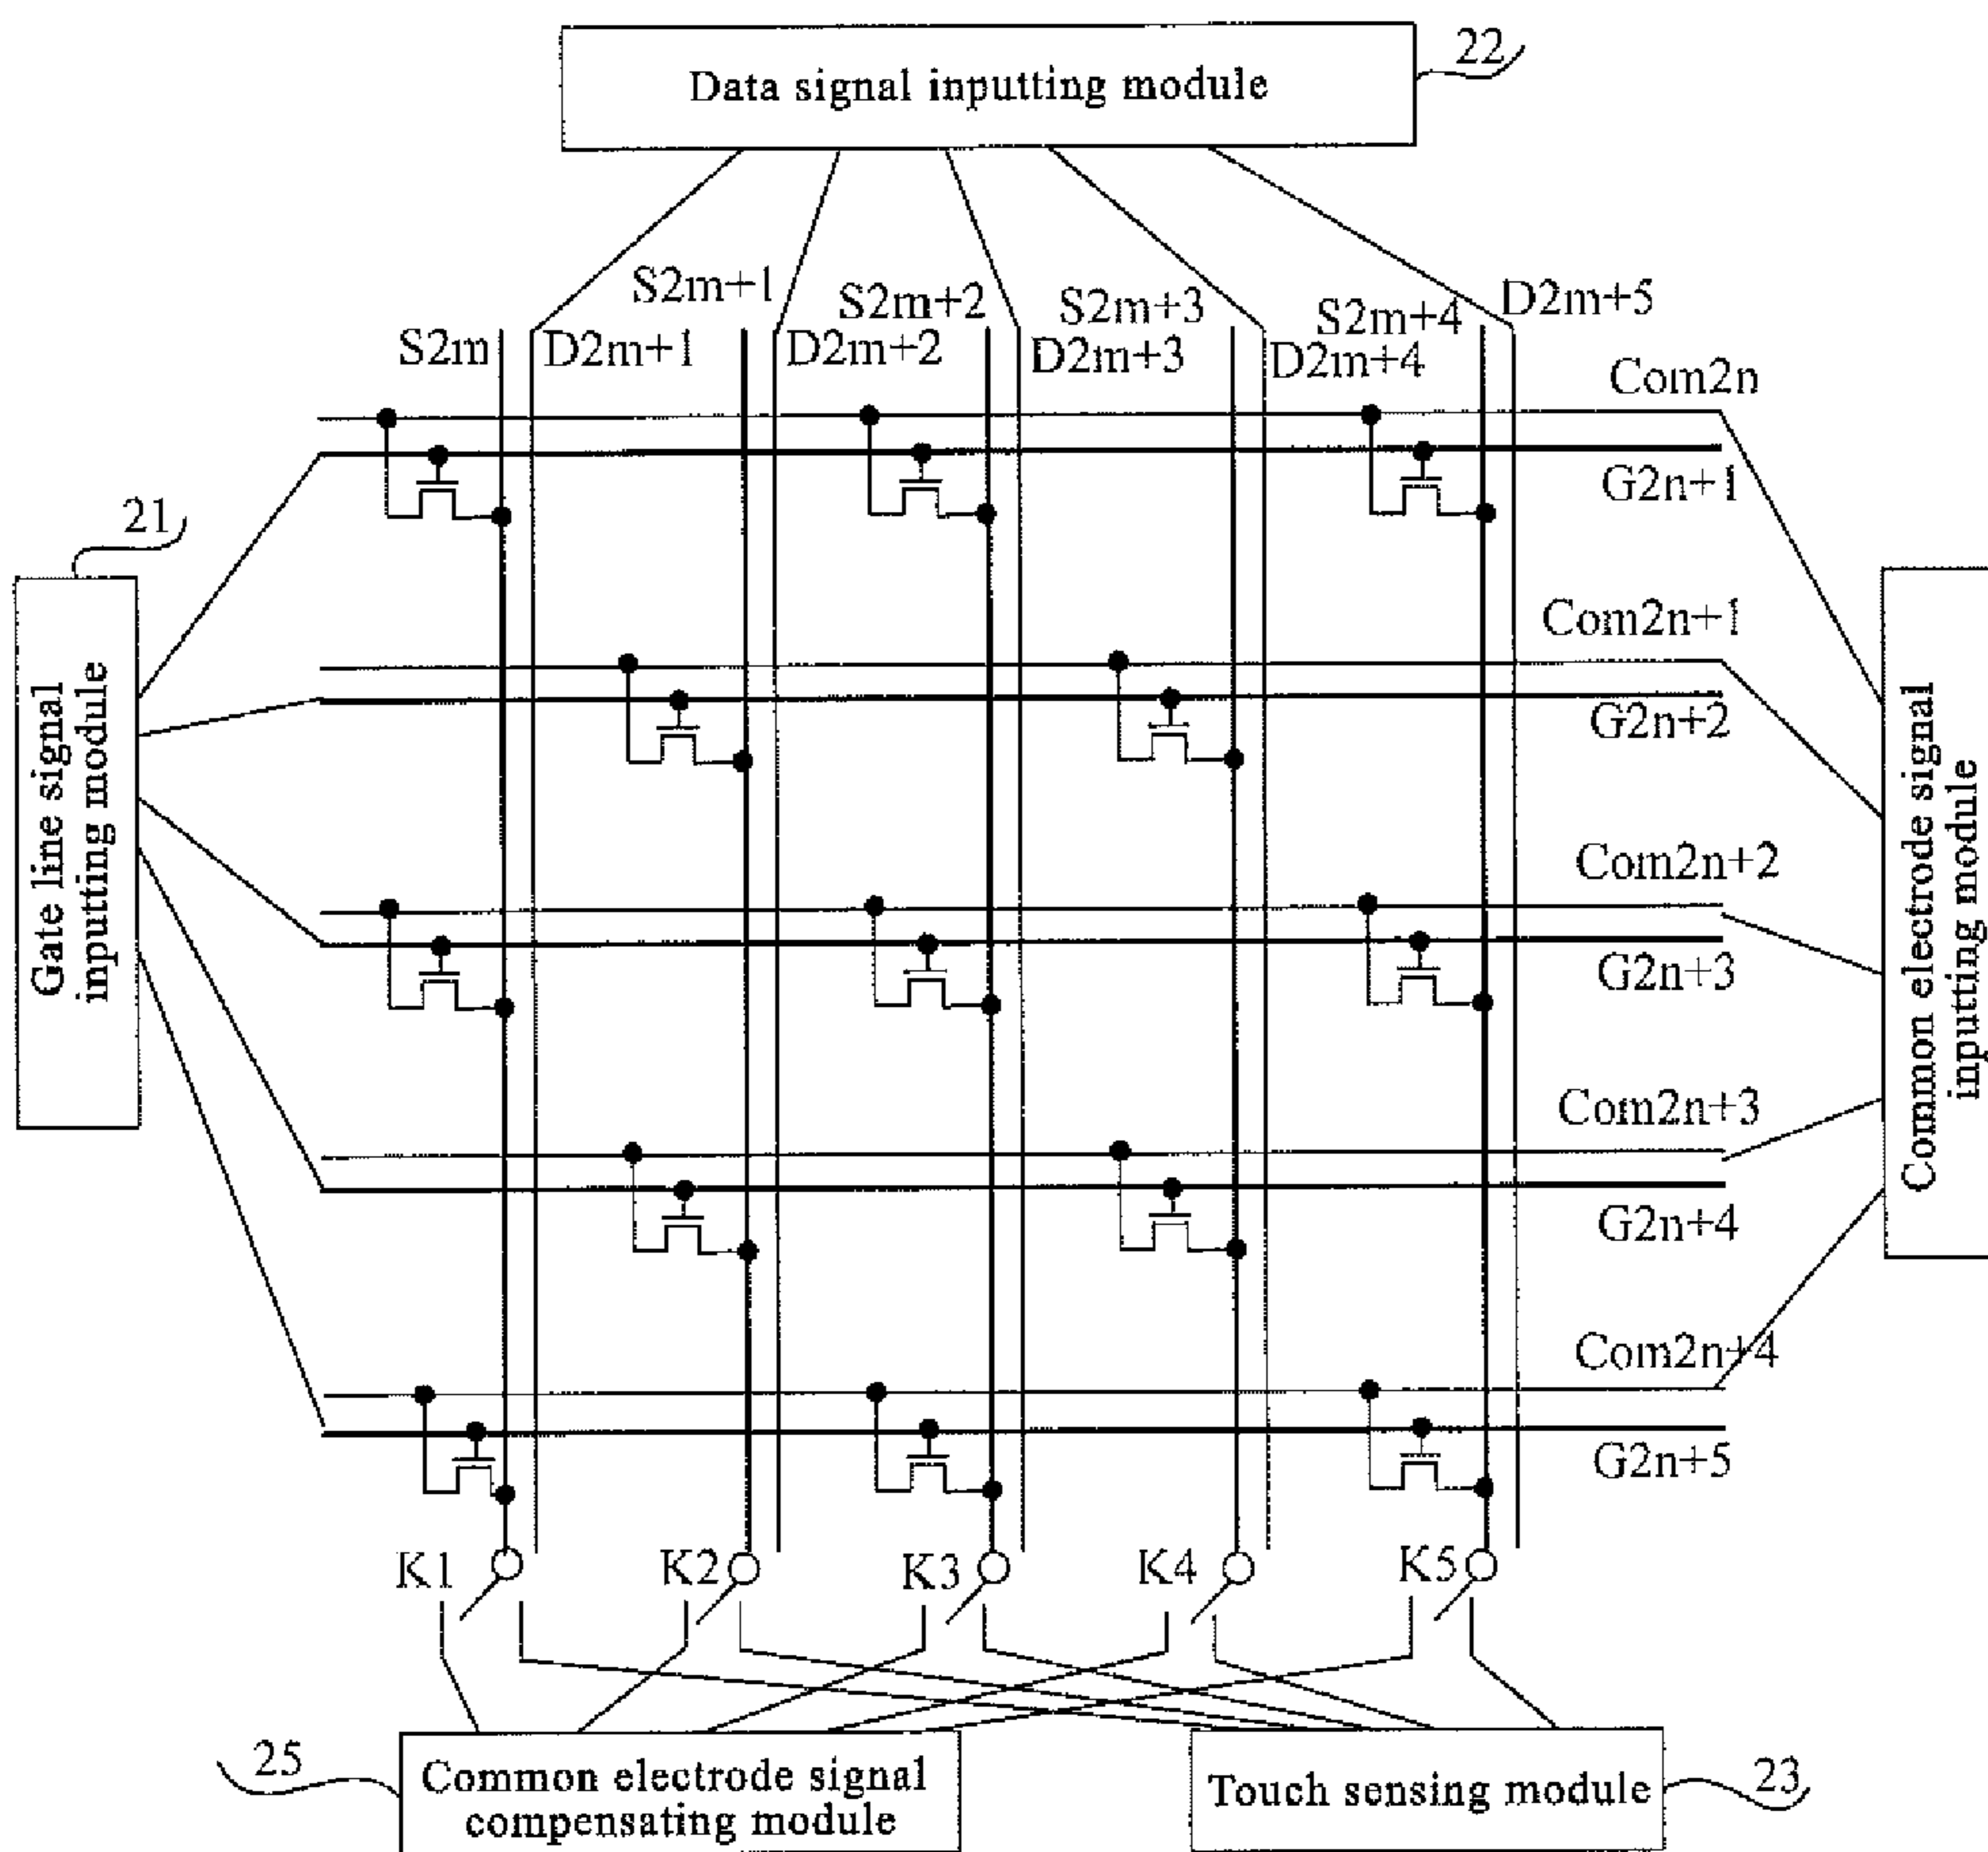 22
Data signal inputting module
S2m+1
S2m+2
S2m+3
S2m+4
D2m+5
S2m
D2m+1
D2m+2
D2m+3
D2m+4
Com2n
G2n+1
21
Gate line signal
inputting module
Com2n+1
G2n+2
Common electrode signal
inputting module
Com2n+2
G2n+3
Com2n+3
G2n+4
Com2n+4
G2n+5
K1
K2
K3
K4
K5
25
Common electrode signal
compensating module
Touch sensing module
23